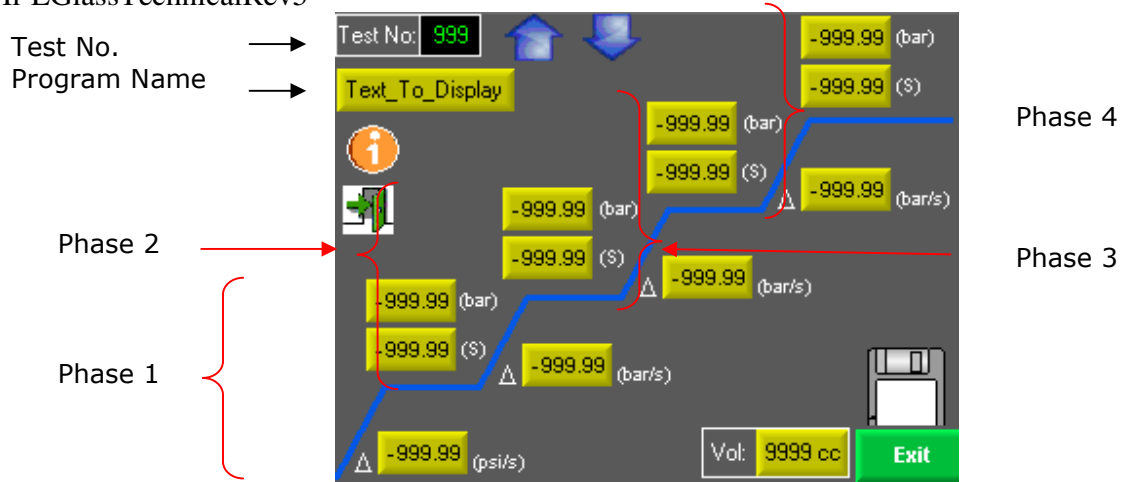 Test No.
Program Name
Phase 2
Phase 1
Test No: 999
Text_To_Display
-999.99 (bar)
-999.99 (S)
Δ -999.99 (psi/s)
-999.99 (bar)
-999.99 (S)
Δ -999.99 (bar/s)
-999.99 (bar)
-999.99 (S)
Δ -999.99 (bar/s)
-999.99 (bar)
-999.99 (S)
Δ -999.99 (bar/s)
Vol: 9999 cc
Exit
Phase 4
Phase 3